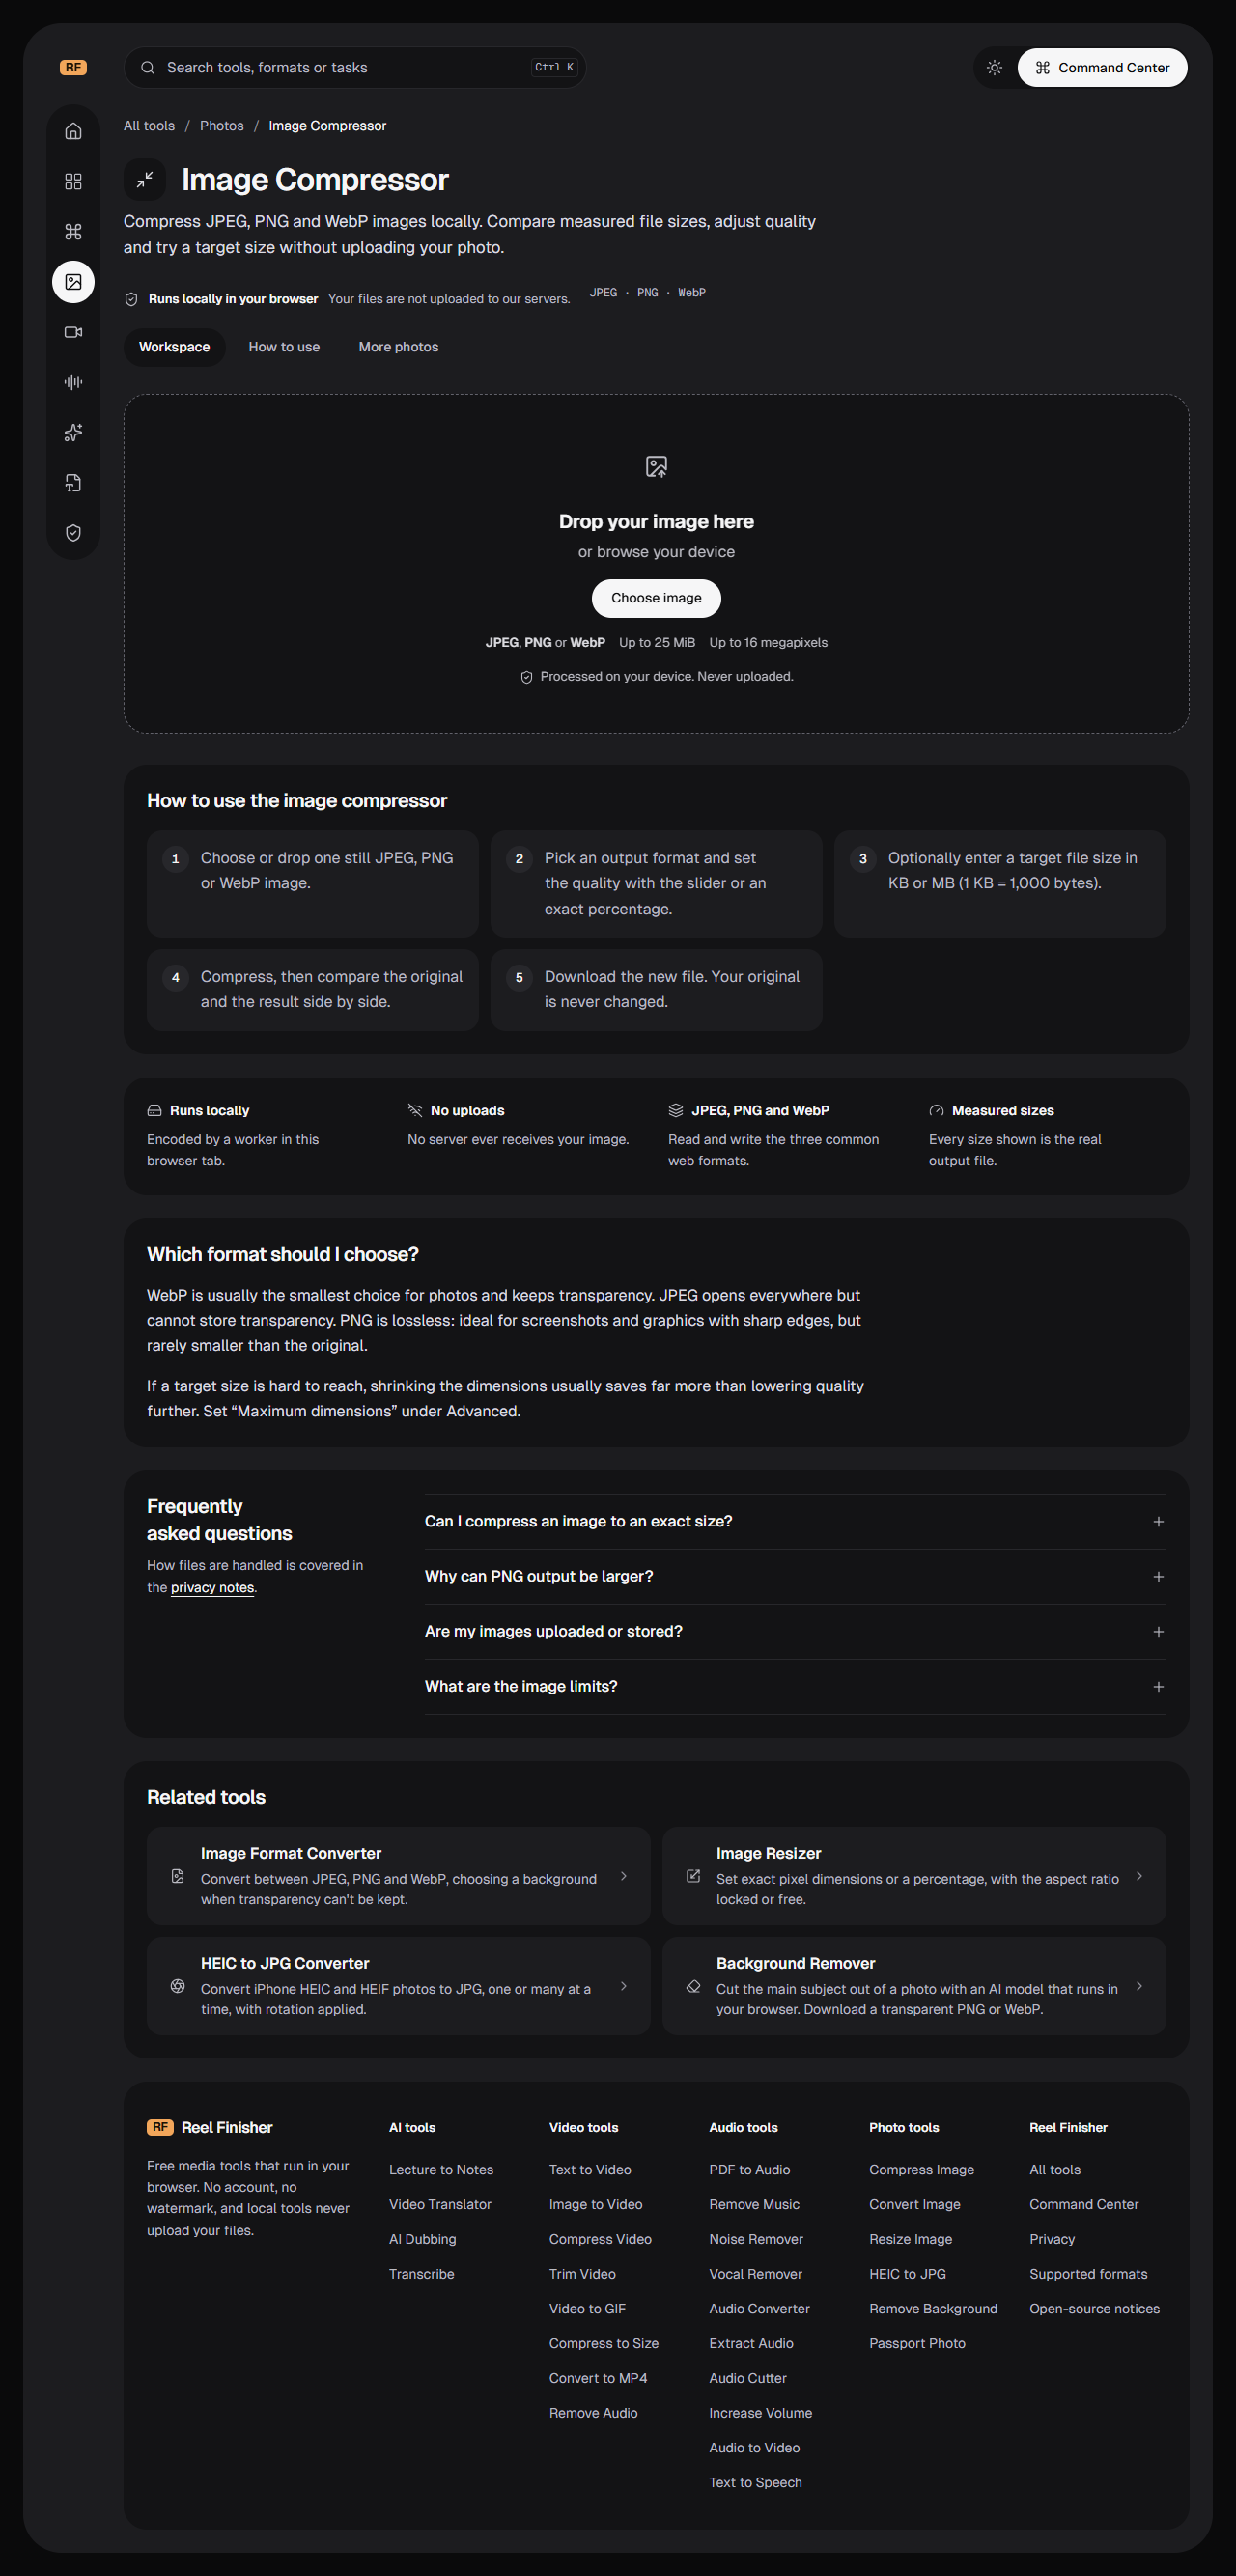 RF
Search tools, formats or tasks
Ctrl K
Command Center
All tools / Photos / Image Compressor
Image Compressor
Compress JPEG, PNG and WebP images locally. Compare measured file sizes, adjust quality
and try a target size without uploading your photo.
Runs locally in your browser Your files are not uploaded to our servers.
JPEG · PNG · WebP
Workspace
How to use
More photos
Drop your image here
or browse your device
Choose image
JPEG, PNG or WebP Up to 25 MiB Up to 16 megapixels
Processed on your device. Never uploaded.
How to use the image compressor
1
Choose or drop one still JPEG, PNG
or WebP image.
2
Pick an output format and set
the quality with the slider or an
exact percentage.
3
Optionally enter a target file size in
KB or MB (1 KB = 1,000 bytes).
4
Compress, then compare the original
and the result side by side.
5
Download the new file. Your original
is never changed.
Runs locally
Encoded by a worker in this
browser tab.
No uploads
No server ever receives your image.
JPEG, PNG and WebP
Read and write the three common
web formats.
Measured sizes
Every size shown is the real
output file.
Which format should I choose?
WebP is usually the smallest choice for photos and keeps transparency. JPEG opens everywhere but
cannot store transparency. PNG is lossless: ideal for screenshots and graphics with sharp edges, but
rarely smaller than the original.
If a target size is hard to reach, shrinking the dimensions usually saves far more than lowering quality
further. Set “Maximum dimensions” under Advanced.
Frequently
asked questions
How files are handled is covered in
the privacy notes.
Can I compress an image to an exact size?
Why can PNG output be larger?
Are my images uploaded or stored?
What are the image limits?
Related tools
Image Format Converter
Convert between JPEG, PNG and WebP, choosing a background
when transparency can't be kept.
Image Resizer
Set exact pixel dimensions or a percentage, with the aspect ratio
locked or free.
HEIC to JPG Converter
Convert iPhone HEIC and HEIF photos to JPG, one or many at a
time, with rotation applied.
Background Remover
Cut the main subject out of a photo with an AI model that runs in
your browser. Download a transparent PNG or WebP.
RF Reel Finisher
Free media tools that run in your
browser. No account, no
watermark, and local tools never
upload your files.
AI tools
Lecture to Notes
Video Translator
AI Dubbing
Transcribe
Video tools
Text to Video
Image to Video
Compress Video
Trim Video
Video to GIF
Compress to Size
Convert to MP4
Remove Audio
Audio tools
PDF to Audio
Remove Music
Noise Remover
Vocal Remover
Audio Converter
Extract Audio
Audio Cutter
Increase Volume
Audio to Video
Text to Speech
Photo tools
Compress Image
Convert Image
Resize Image
HEIC to JPG
Remove Background
Passport Photo
Reel Finisher
All tools
Command Center
Privacy
Supported formats
Open-source notices